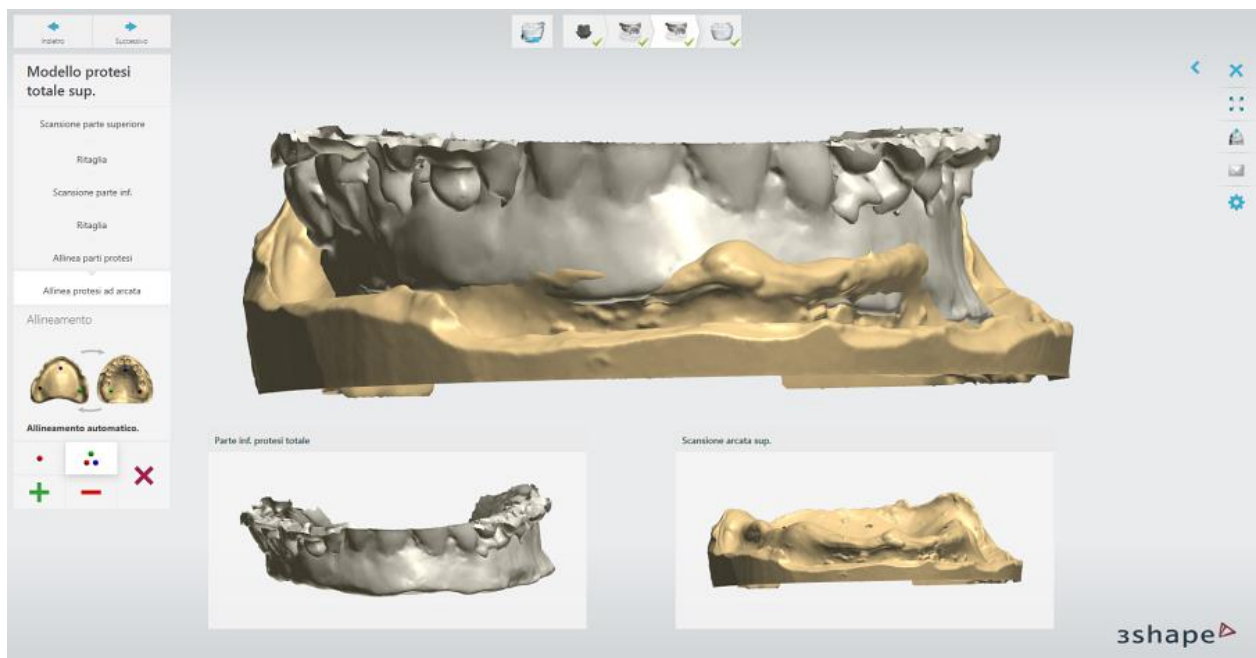 Indietro
Successivo
Modello protesi
totale sup.
Scansione parte superiore
Ritaglia
Scansione parte inf.
Ritaglia
Allinea parti protesi
Allinea protesi ad arcata
Allineamento
Allineamento automatico.
Parte inf. protesi totale
Scansione arcata sup.
3shape